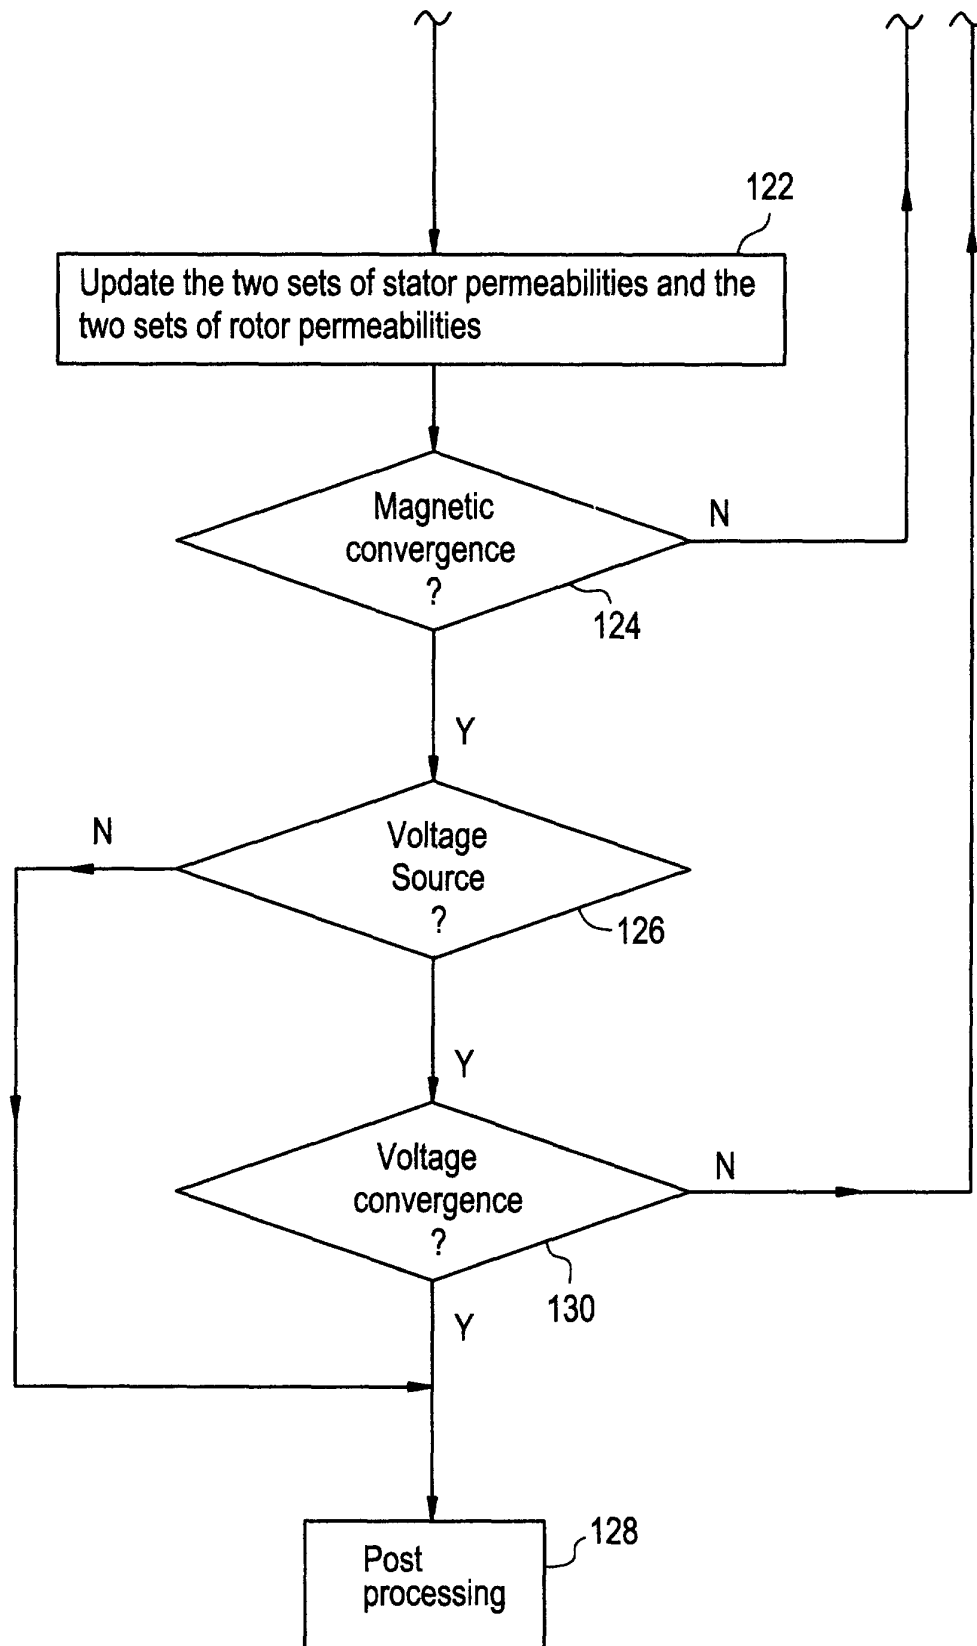 122
Update the two sets of stator permeabilities and the
two sets of rotor permeabilities
Magnetic
convergence
?
N
124
Y
Voltage
Source
?
N
126
Y
Voltage
convergence
?
N
130
Y
128
Post
processing